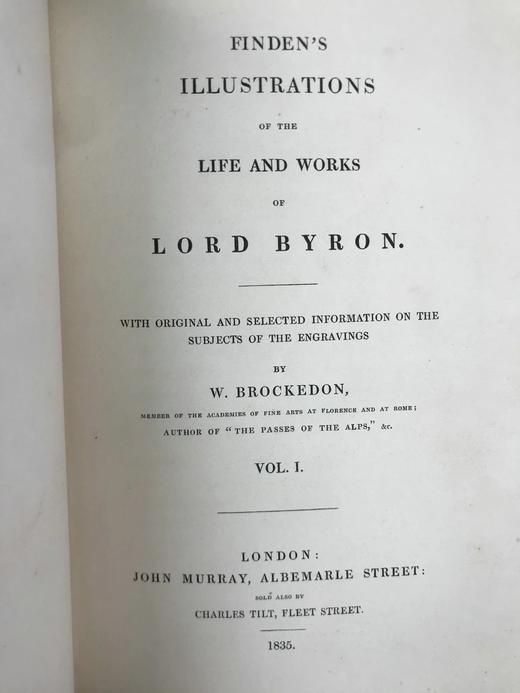 FINDEN'S
ILLUSTRATIONS
OF THE
LIFE AND WORKS
OF
LORD BYRON.
WITH ORIGINAL AND SELECTED INFORMATION ON THE
SUBJECTS OF THE ENGRAVINGS
BY
W. BROCKEDON,
MEMBER OF THE ACADEMIES OF FINE ARTS AT FLORENCE AND AT ROME;
AUTHOR OF "THE PASSES OF THE ALPS," &c.
VOL. I.
LONDON:
JOHN MURRAY, ALBEMARLE STREET:
SOLD ALSO BY
CHARLES TILT, FLEET STREET.
1835.